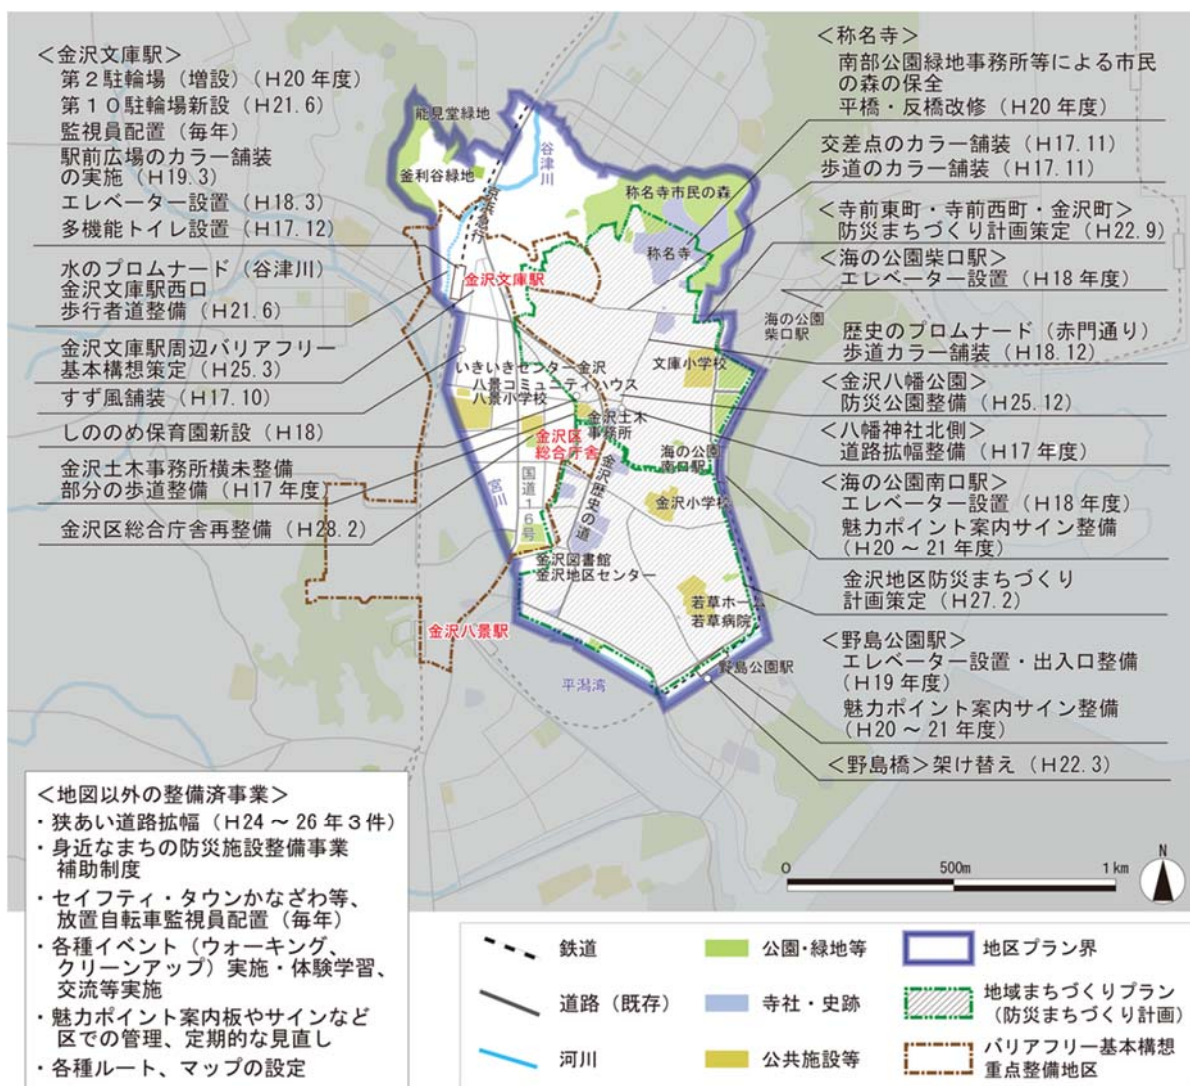 ＜金沢文庫駅＞
第２駐輪場（増設）（Ｈ20年度）
第１０駐輪場新設（Ｈ21.6）
監視員配置（毎年）
駅前広場のカラー舗装
の実施（Ｈ19.3）
エレベーター設置（Ｈ18.3）
多機能トイレ設置（Ｈ17.12）
水のプロムナード（谷津川）
金沢文庫駅西口
歩行者道整備（Ｈ21.6）
金沢文庫駅周辺バリアフリー
基本構想策定（Ｈ25.3）
すず風舗装（Ｈ17.10）
しののめ保育園新設（Ｈ18）
金沢土木事務所横未整備
部分の歩道整備（Ｈ17年度）
金沢区総合庁舎再整備（Ｈ28.2）
能見堂緑地
谷津川
釜利谷緑地
京浜急行
称名寺市民の森
称名寺
金沢文庫駅
海の公園
柴口駅
文庫小学校
いきいきセンター金沢
八景コミュニティハウス
八景小学校
金沢土木
事務所
金沢区
総合庁舎
海の公園
南口駅
国道１６号
宮川
金沢歴史の道
金沢小学校
金沢図書館
金沢地区センター
若草ホーム
若草病院
金沢八景駅
野島公園駅
平潟湾
＜称名寺＞
南部公園緑地事務所等による市民
の森の保全
平橋・反橋改修（Ｈ20年度）
交差点のカラー舗装（Ｈ17.11）
歩道のカラー舗装（Ｈ17.11）
＜寺前東町・寺前西町・金沢町＞
防災まちづくり計画策定（Ｈ22.9）
＜海の公園柴口駅＞
エレベーター設置（Ｈ18年度）
歴史のプロムナード（赤門通り）
歩道カラー舗装（Ｈ18.12）
＜金沢八幡公園＞
防災公園整備（Ｈ25.12）
＜八幡神社北側＞
道路拡幅整備（Ｈ17年度）
＜海の公園南口駅＞
エレベーター設置（Ｈ18年度）
魅力ポイント案内サイン整備
（Ｈ20～21年度）
金沢地区防災まちづくり
計画策定（Ｈ27.2）
＜野島公園駅＞
エレベーター設置・出入口整備
（Ｈ19年度）
魅力ポイント案内サイン整備
（Ｈ20～21年度）
＜野島橋＞架け替え（Ｈ22.3）
＜地図以外の整備済事業＞
・狭あい道路拡幅（Ｈ24～26年３件）
・身近なまちの防災施設整備事業
補助制度
・セイフティ・タウンかなざわ等、
放置自転車監視員配置（毎年）
・各種イベント（ウォーキング、
クリーンアップ）実施・体験学習、
交流等実施
・魅力ポイント案内板やサインなど
区での管理、定期的な見直し
・各種ルート、マップの設定
0 500m 1km
N
鉄道
道路（既存）
河川
公園・緑地等
寺社・史跡
公共施設等
地区プラン界
地域まちづくりプラン
（防災まちづくり計画）
バリアフリー基本構想
重点整備地区